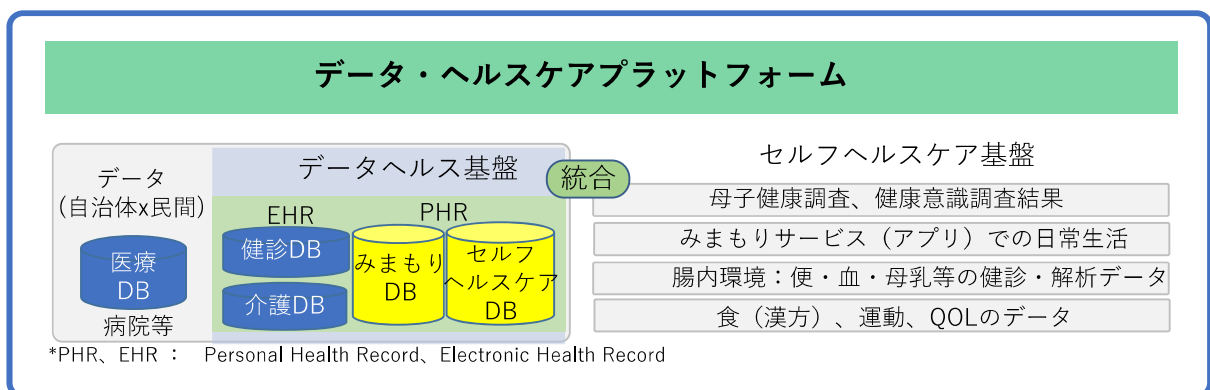 データ・ヘルスケアプラットフォーム
データ
(自治体x民間)
医療
DB
病院等
データヘルス基盤
EHR
健診DB
介護DB
PHR
みまもり
DB
セルフ
ヘルスケア
DB
統合
セルフヘルスケア基盤
母子健康調査、健康意識調査結果
みまもりサービス（アプリ）での日常生活
腸内環境：便・血・母乳等の健診・解析データ
食（漢方）、運動、QOLのデータ
*PHR、EHR ： Personal Health Record、Electronic Health Record